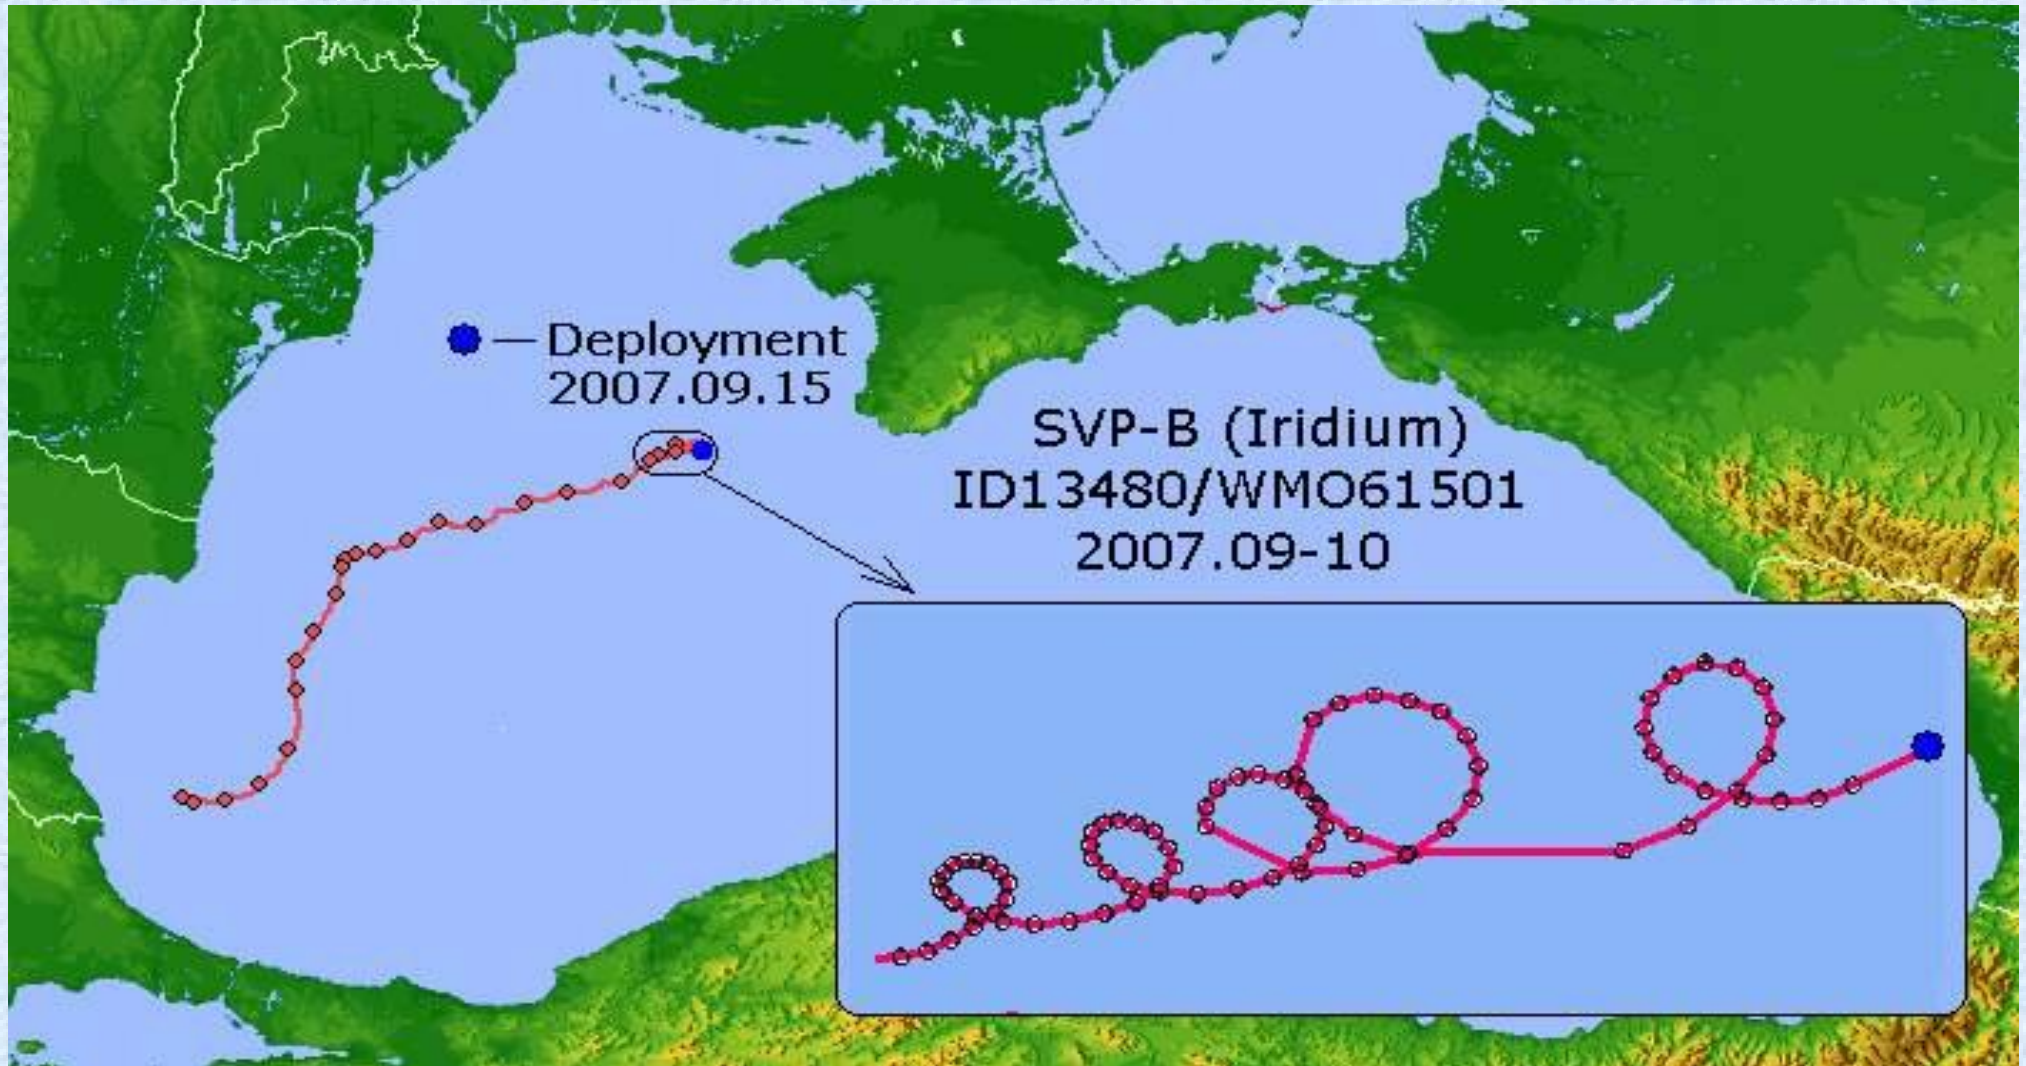 — Deployment
2007.09.15
SVP-B (Iridium)
ID13480/WMO61501
2007.09-10